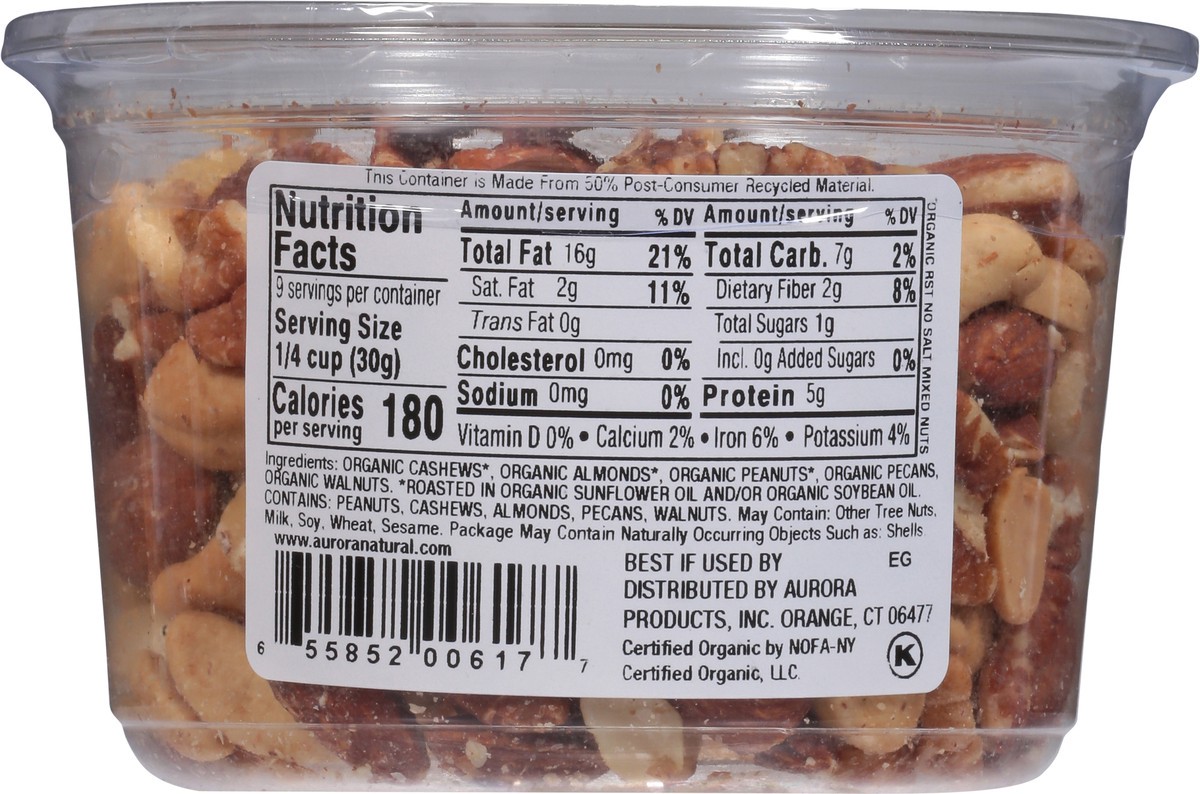 This Container is Made From 50% Post-Consumer Recycled Material.
Nutrition
Facts
9 servings per container
Serving Size
1/4 cup (30g)
Calories
per serving
180
Amount/serving % DV
Total Fat 16g 21%
Sat. Fat 2g 11%
Trans Fat 0g
Cholesterol 0mg 0%
Sodium 0mg 0%
Amount/serving % DV
Total Carb. 7g 2%
Dietary Fiber 2g 8%
Total Sugars 1g
Incl. 0g Added Sugars 0%
Protein 5g
Vitamin D 0% • Calcium 2% • Iron 6% • Potassium 4%
ORGANIC RST NO SALT MIXED NUTS
Ingredients: ORGANIC CASHEWS*, ORGANIC ALMONDS*, ORGANIC PEANUTS*, ORGANIC PECANS,
ORGANIC WALNUTS. *ROASTED IN ORGANIC SUNFLOWER OIL AND/OR ORGANIC SOYBEAN OIL.
CONTAINS: PEANUTS, CASHEWS, ALMONDS, PECANS, WALNUTS. May Contain: Other Tree Nuts,
Milk, Soy, Wheat, Sesame. Package May Contain Naturally Occurring Objects Such as: Shells
www.auroranatural.com
6 55852 00617 7
BEST IF USED BY EG
DISTRIBUTED BY AURORA
PRODUCTS, INC. ORANGE, CT 06477
Certified Organic by NOFA-NY
Certified Organic, LLC.
K